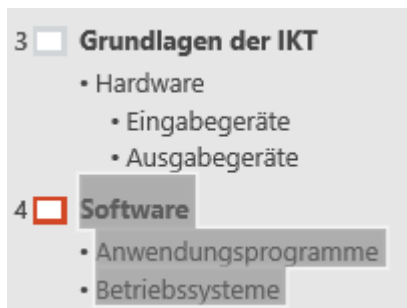 3 Grundlagen der IKT
• Hardware
• Eingabegeräte
• Ausgabegeräte
4 Software
• Anwendungsprogramme
• Betriebssysteme